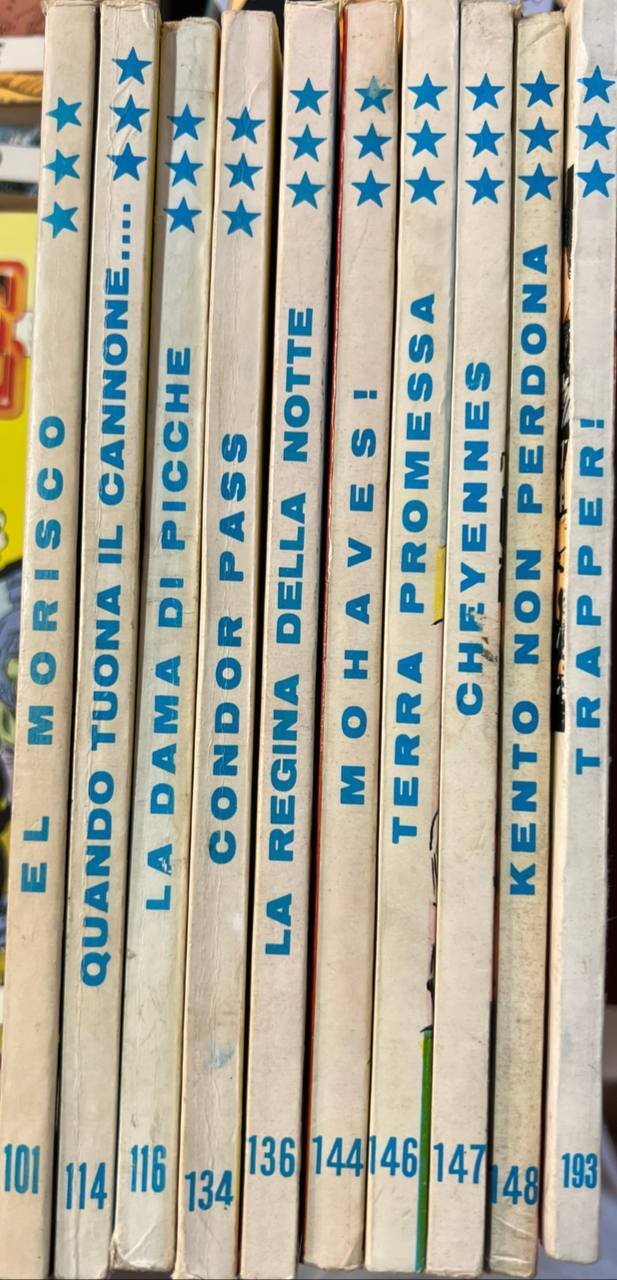 EL MORISCO
101
QUANDO TUONA IL CANNONE.....
114
LA DAMA DI PICCHE
116
CONDOR PASS
134
LA REGINA DELLA NOTTE
136
MOHAVES!
144
TERRA PROMESSA
146
CHEYENNES
147
KENTO NON PERDONA
148
TRAPPER!
193